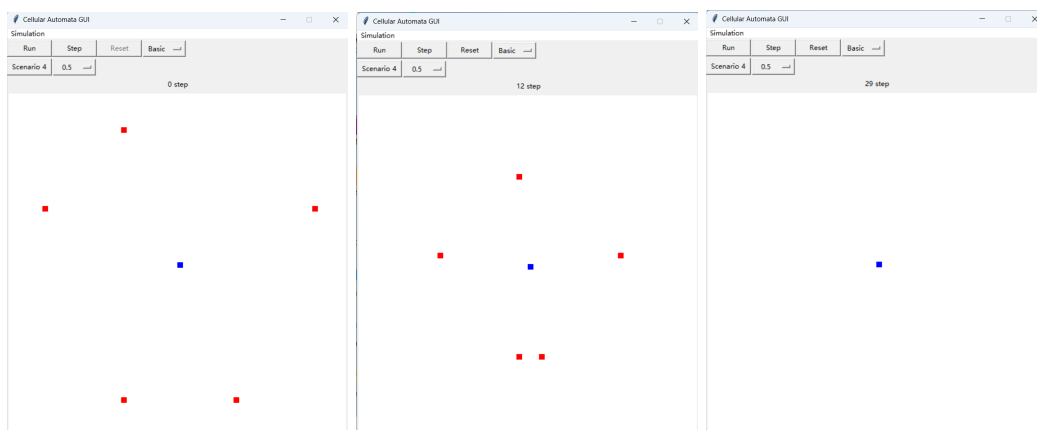 Cellular Automata GUI
Simulation
Run Step Reset Basic
Scenario 4 0.5
0 step
Cellular Automata GUI
Simulation
Run Step Reset Basic
Scenario 4 0.5
12 step
Cellular Automata GUI
Simulation
Run Step Reset Basic
Scenario 4 0.5
29 step